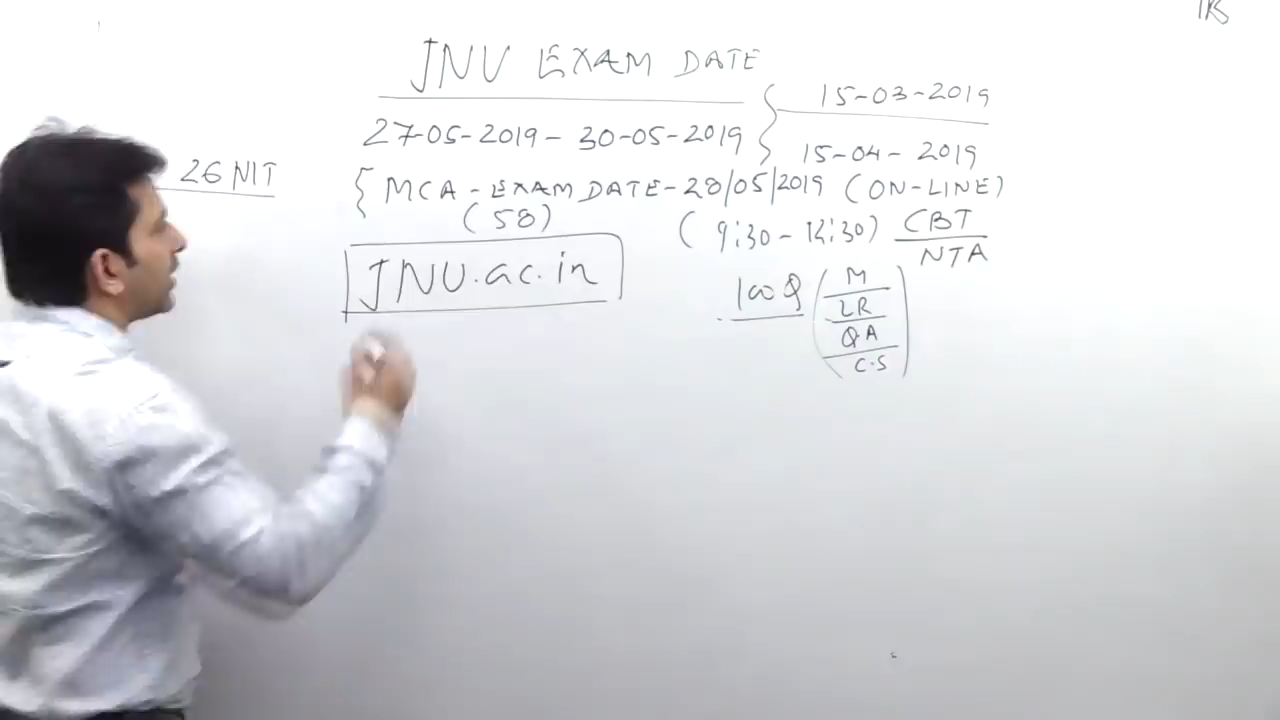 JNU EXAM DATE
27-05-2019 - 30-05-2019
15-03-2019
15-04-2019
26 NIT
MCA - EXAM DATE - 28/05/2019 (ON-LINE)
(58)
(9:30 - 12:30) CBT
NTA
JNU.ac.in
100 Q
M
LR
QA
C.S